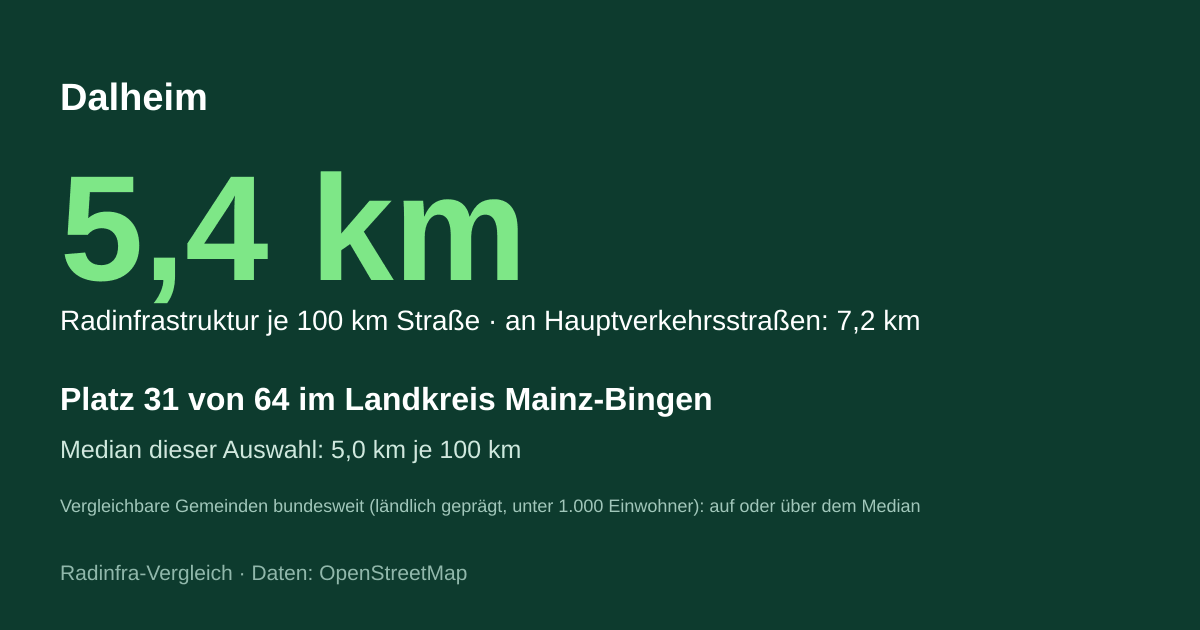 Dalheim
5,4 km
Radinfrastruktur je 100 km Straße · an Hauptverkehrsstraßen: 7,2 km
Platz 31 von 64 im Landkreis Mainz-Bingen
Median dieser Auswahl: 5,0 km je 100 km
Vergleichbare Gemeinden bundesweit (ländlich geprägt, unter 1.000 Einwohner): auf oder über dem Median
Radinfra-Vergleich · Daten: OpenStreetMap